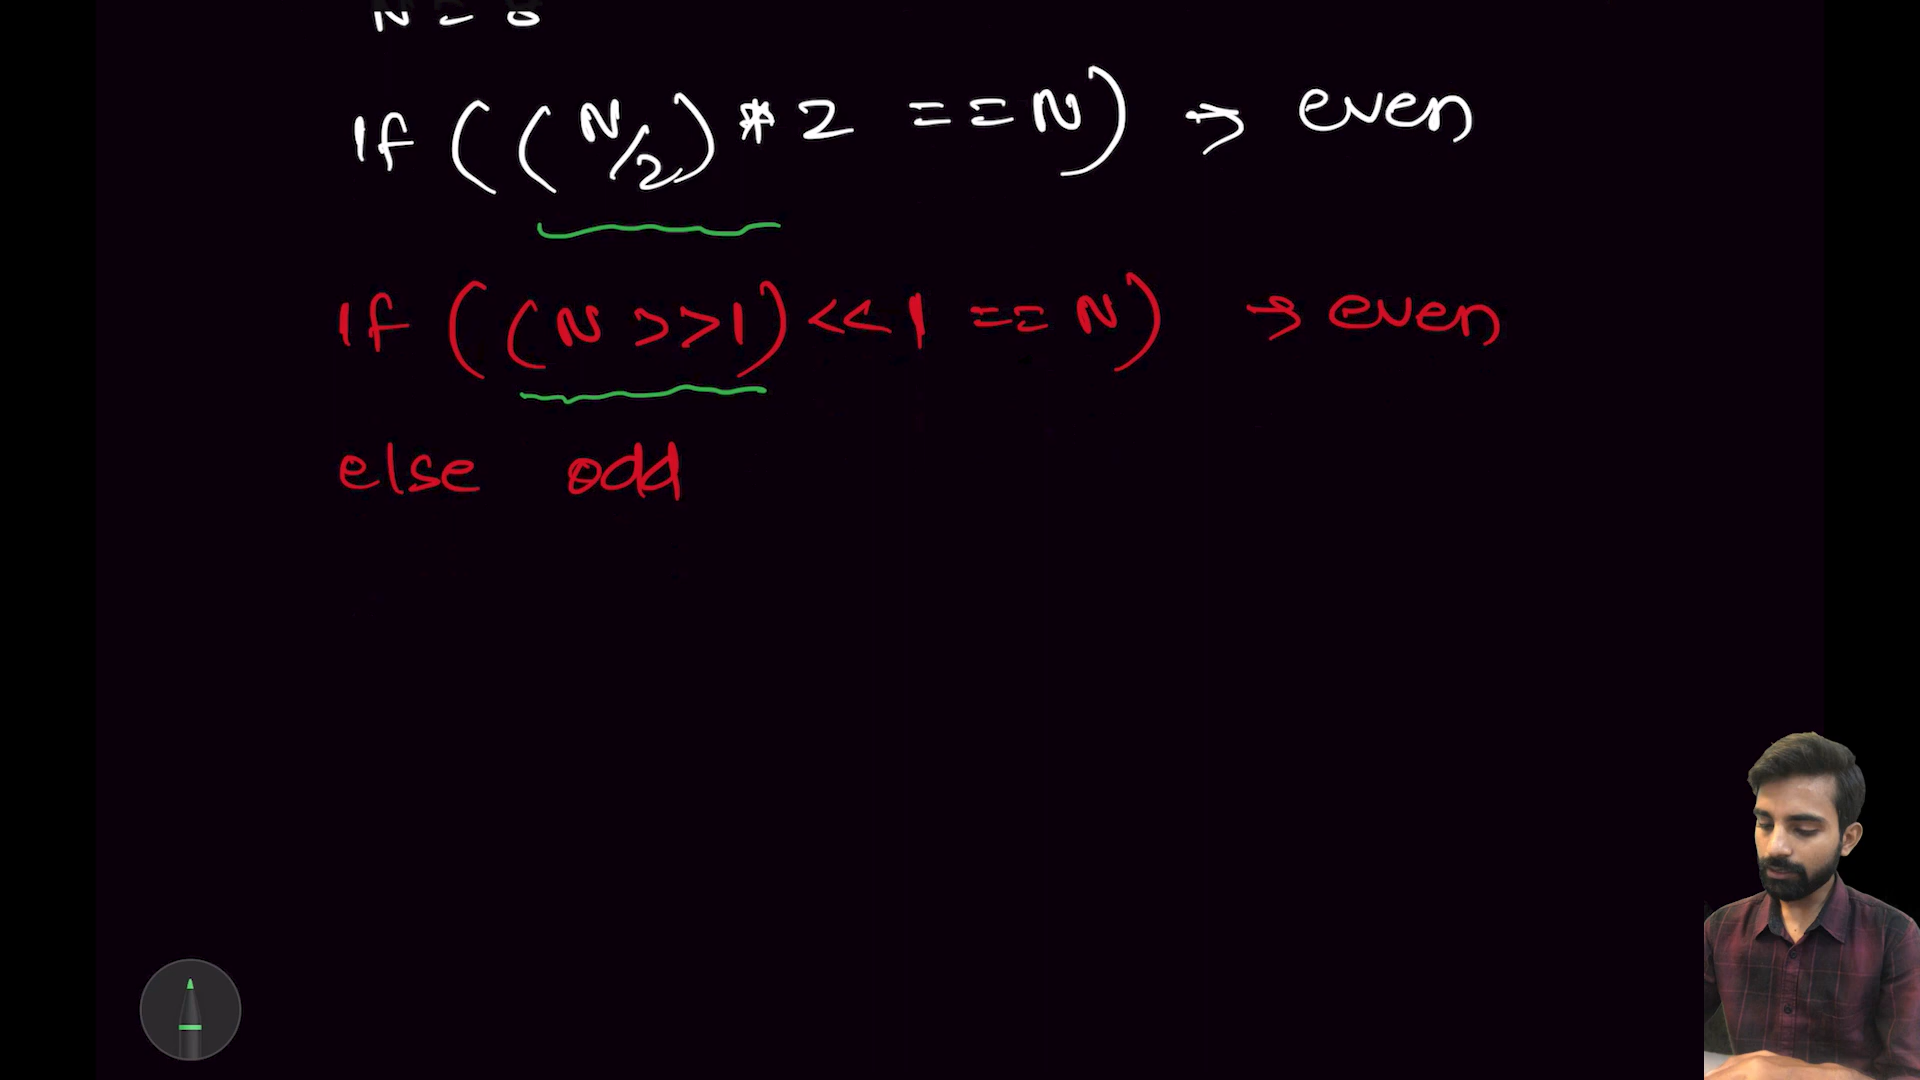 If ((N/2) * 2 == N) → even
If ((N >> 1) << 1 == N) → even
else odd